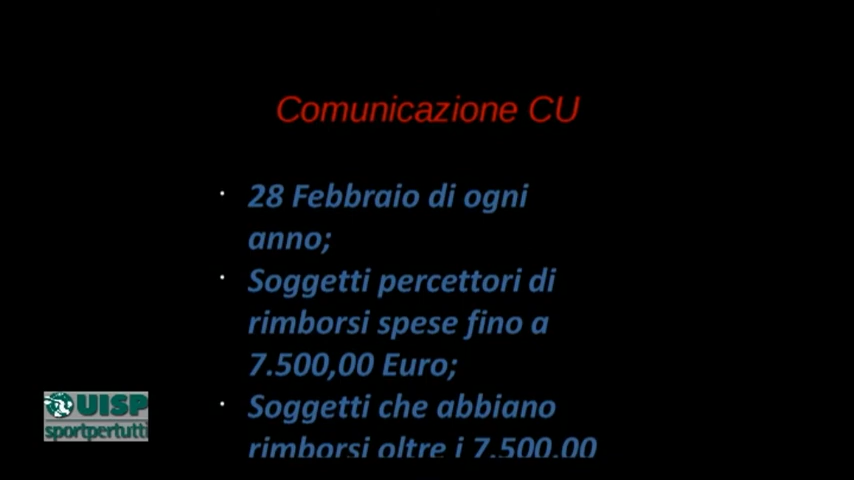 Comunicazione CU
28 Febbraio di ogni
anno;
Soggetti percettori di
rimborsi spese fino a
7.500,00 Euro;
Soggetti che abbiano
rimborsi oltre i 7.500,00
UISP
sportpertutti